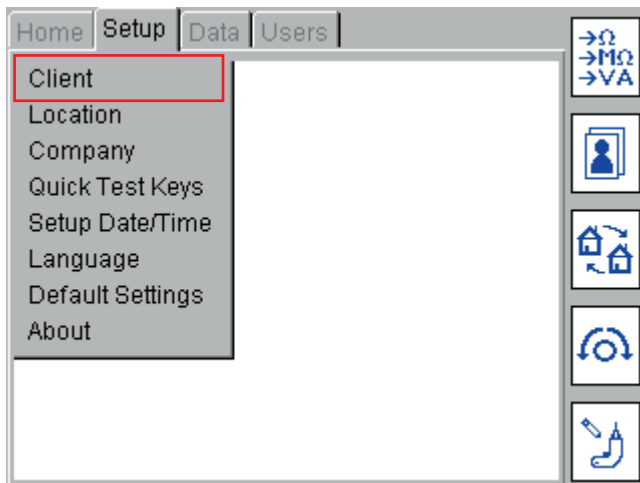 Home Setup Data Users
Client
Location
Company
Quick Test Keys
Setup Date/Time
Language
Default Settings
About
→Ω
→MΩ
→VA